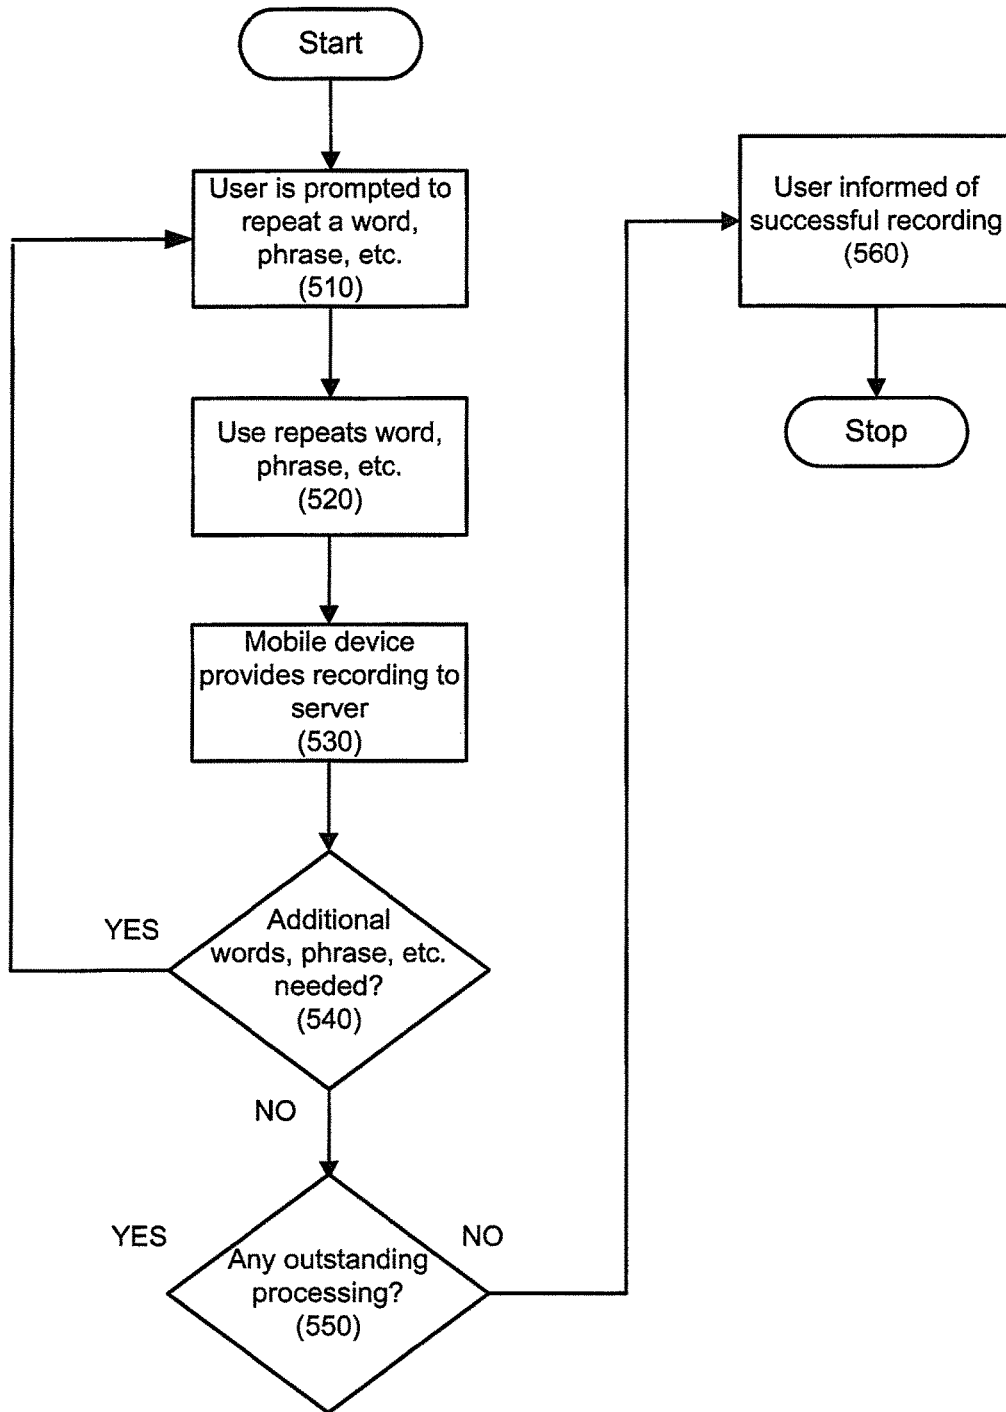 Start
User is prompted to
repeat a word,
phrase, etc.
(510)
Use repeats word,
phrase, etc.
(520)
Mobile device
provides recording to
server
(530)
YES
Additional
words, phrase, etc.
needed?
(540)
NO
YES
NO
Any outstanding
processing?
(550)
User informed of
successful recording
(560)
Stop